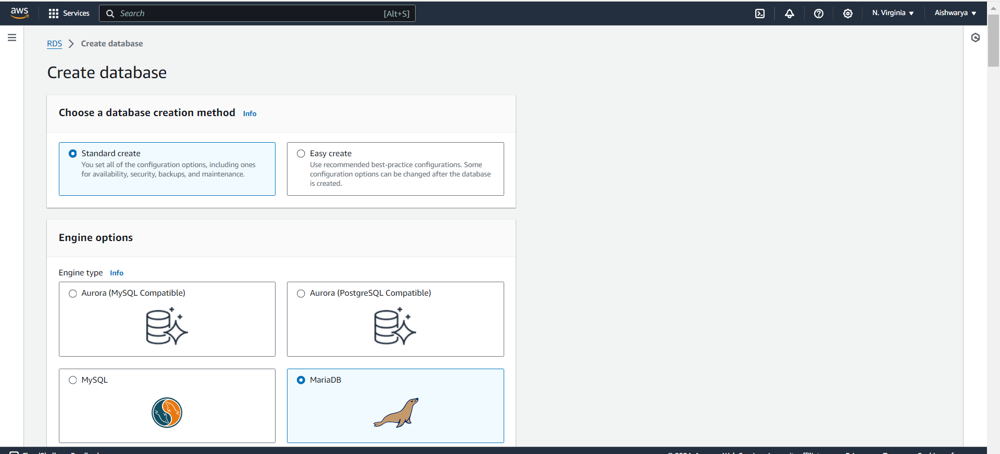 aws
Services
Search
[Alt+S]
N. Virginia
Aishwarya
RDS
Create database
Create database
Choose a database creation method Info
Standard create
You set all of the configuration options, including ones
for availability, security, backups, and maintenance.
Easy create
Use recommended best-practice configurations. Some
configuration options can be changed after the database
is created.
Engine options
Engine type Info
Aurora (MySQL Compatible)
Aurora (PostgreSQL Compatible)
MySQL
MariaDB